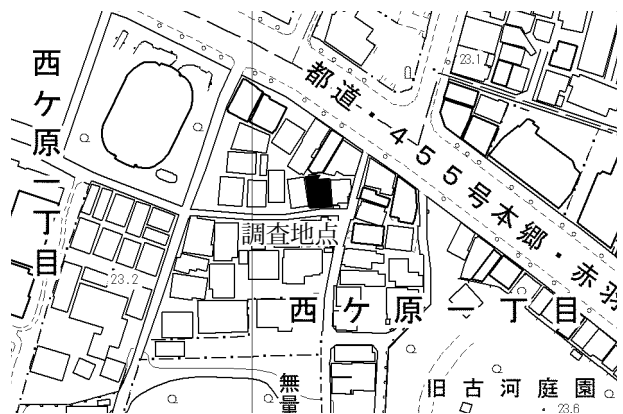 西ケ原一丁目
都道・455号本郷・赤羽
23.1
調査地点
23.2
西ケ原一丁目
無量
旧古河庭園
23.6